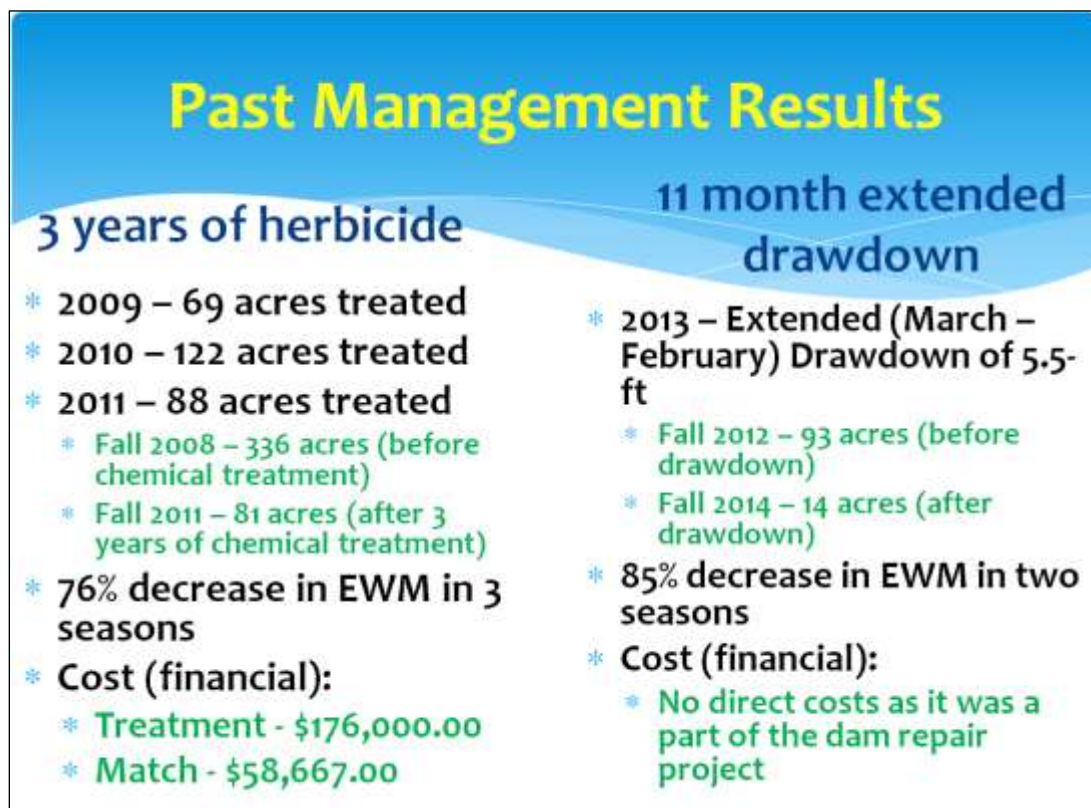 Past Management Results
3 years of herbicide
* 2009 – 69 acres treated
* 2010 – 122 acres treated
* 2011 – 88 acres treated
* Fall 2008 – 336 acres (before
chemical treatment)
* Fall 2011 – 81 acres (after 3
years of chemical treatment)
* 76% decrease in EWM in 3
seasons
* Cost (financial):
* Treatment - $176,000.00
* Match - $58,667.00
11 month extended
drawdown
* 2013 – Extended (March –
February) Drawdown of 5.5-
ft
* Fall 2012 – 93 acres (before
drawdown)
* Fall 2014 – 14 acres (after
drawdown)
* 85% decrease in EWM in two
seasons
* Cost (financial):
* No direct costs as it was a
part of the dam repair
project